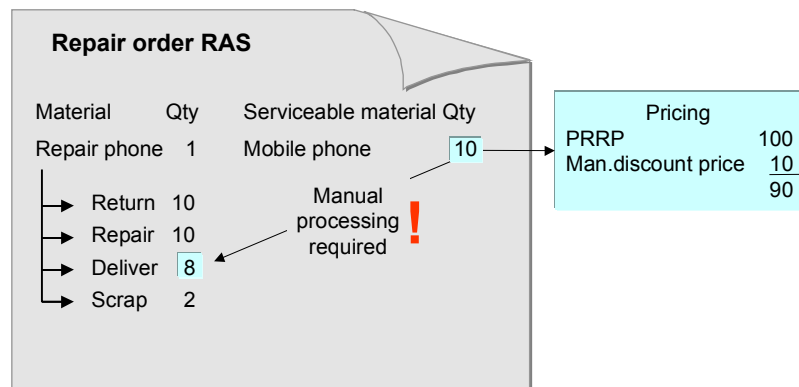 Repair order RAS
Material Qty Serviceable material Qty
Repair phone 1 Mobile phone 10
Return 10
Repair 10
Deliver 8
Scrap 2
Manual
processing
required !
Pricing
PRRP 100
Man.discount price 10
90